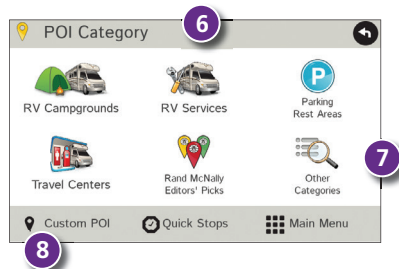 6
POI Category
RV Campgrounds
RV Services
P
Parking
Rest Areas
Travel Centers
Rand McNally
Editors' Picks
Other
Categories
7
Custom POI
Quick Stops
Main Menu
8